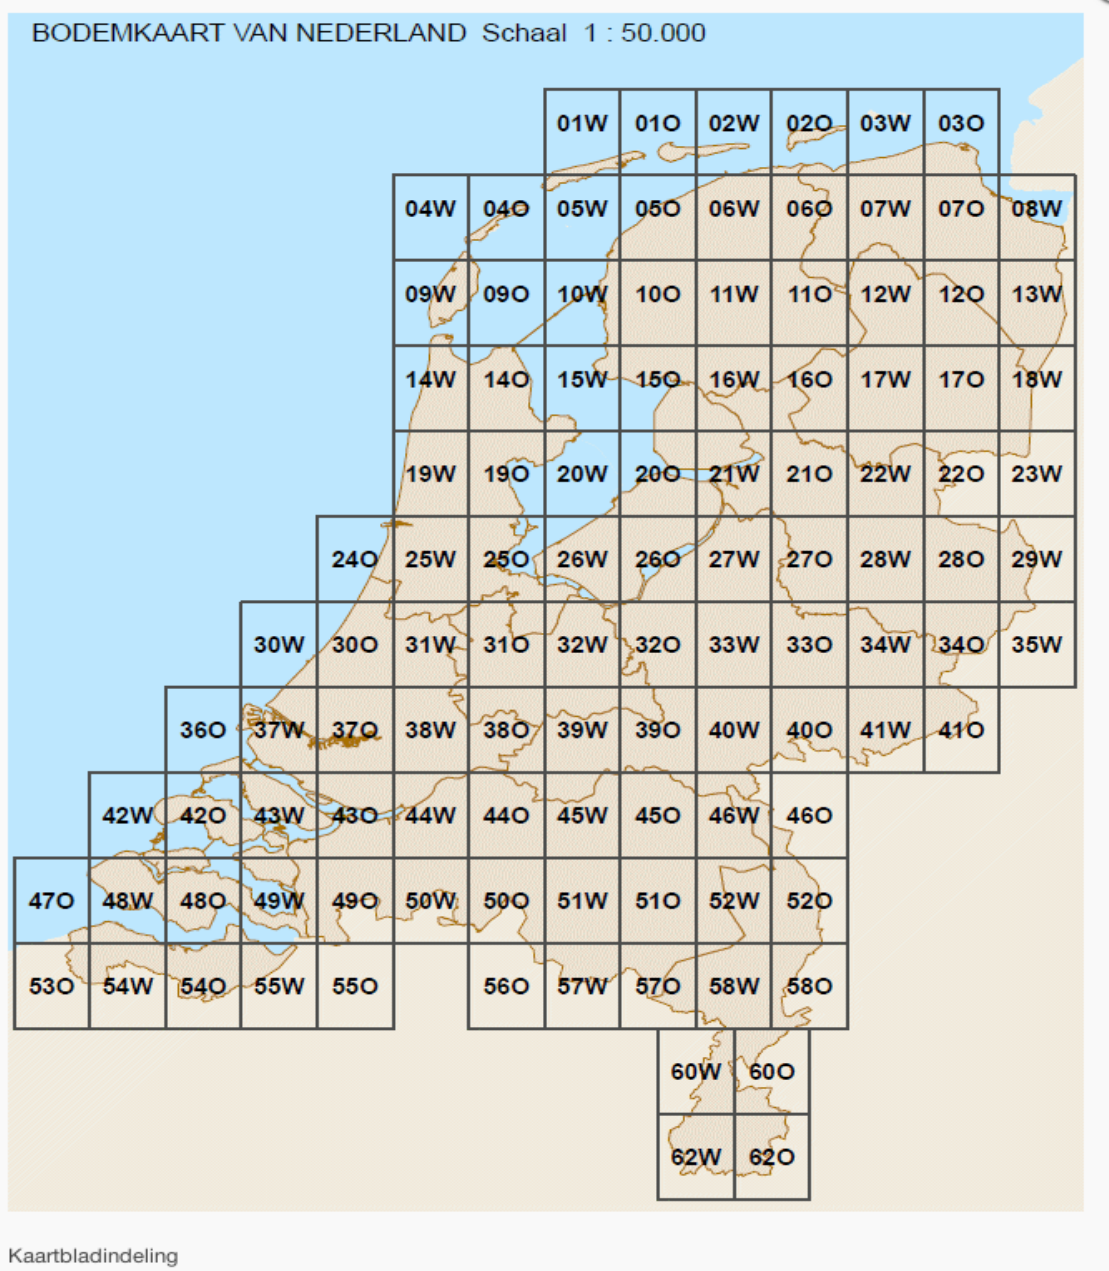 BODEMKAART VAN NEDERLAND Schaal 1 : 50.000
01W 01O 02W 02O 03W 03O
04W 04O 05W 05O 06W 06O 07W 07O 08W
09W 09O 10W 10O 11W 11O 12W 12O 13W
14W 14O 15W 15O 16W 16O 17W 17O 18W
19W 19O 20W 20O 21W 21O 22W 22O 23W
24O 25W 25O 26W 26O 27W 27O 28W 28O 29W
30W 30O 31W 31O 32W 32O 33W 33O 34W 34O 35W
36O 37W 37O 38W 38O 39W 39O 40W 40O 41W 41O
42W 42O 43W 43O 44W 44O 45W 45O 46W 46O
47O 48W 48O 49W 49O 50W 50O 51W 51O 52W 52O
53O 54W 54O 55W 55O 56O 57W 57O 58W 58O
60W 60O
62W 62O
Kaartbladindeling